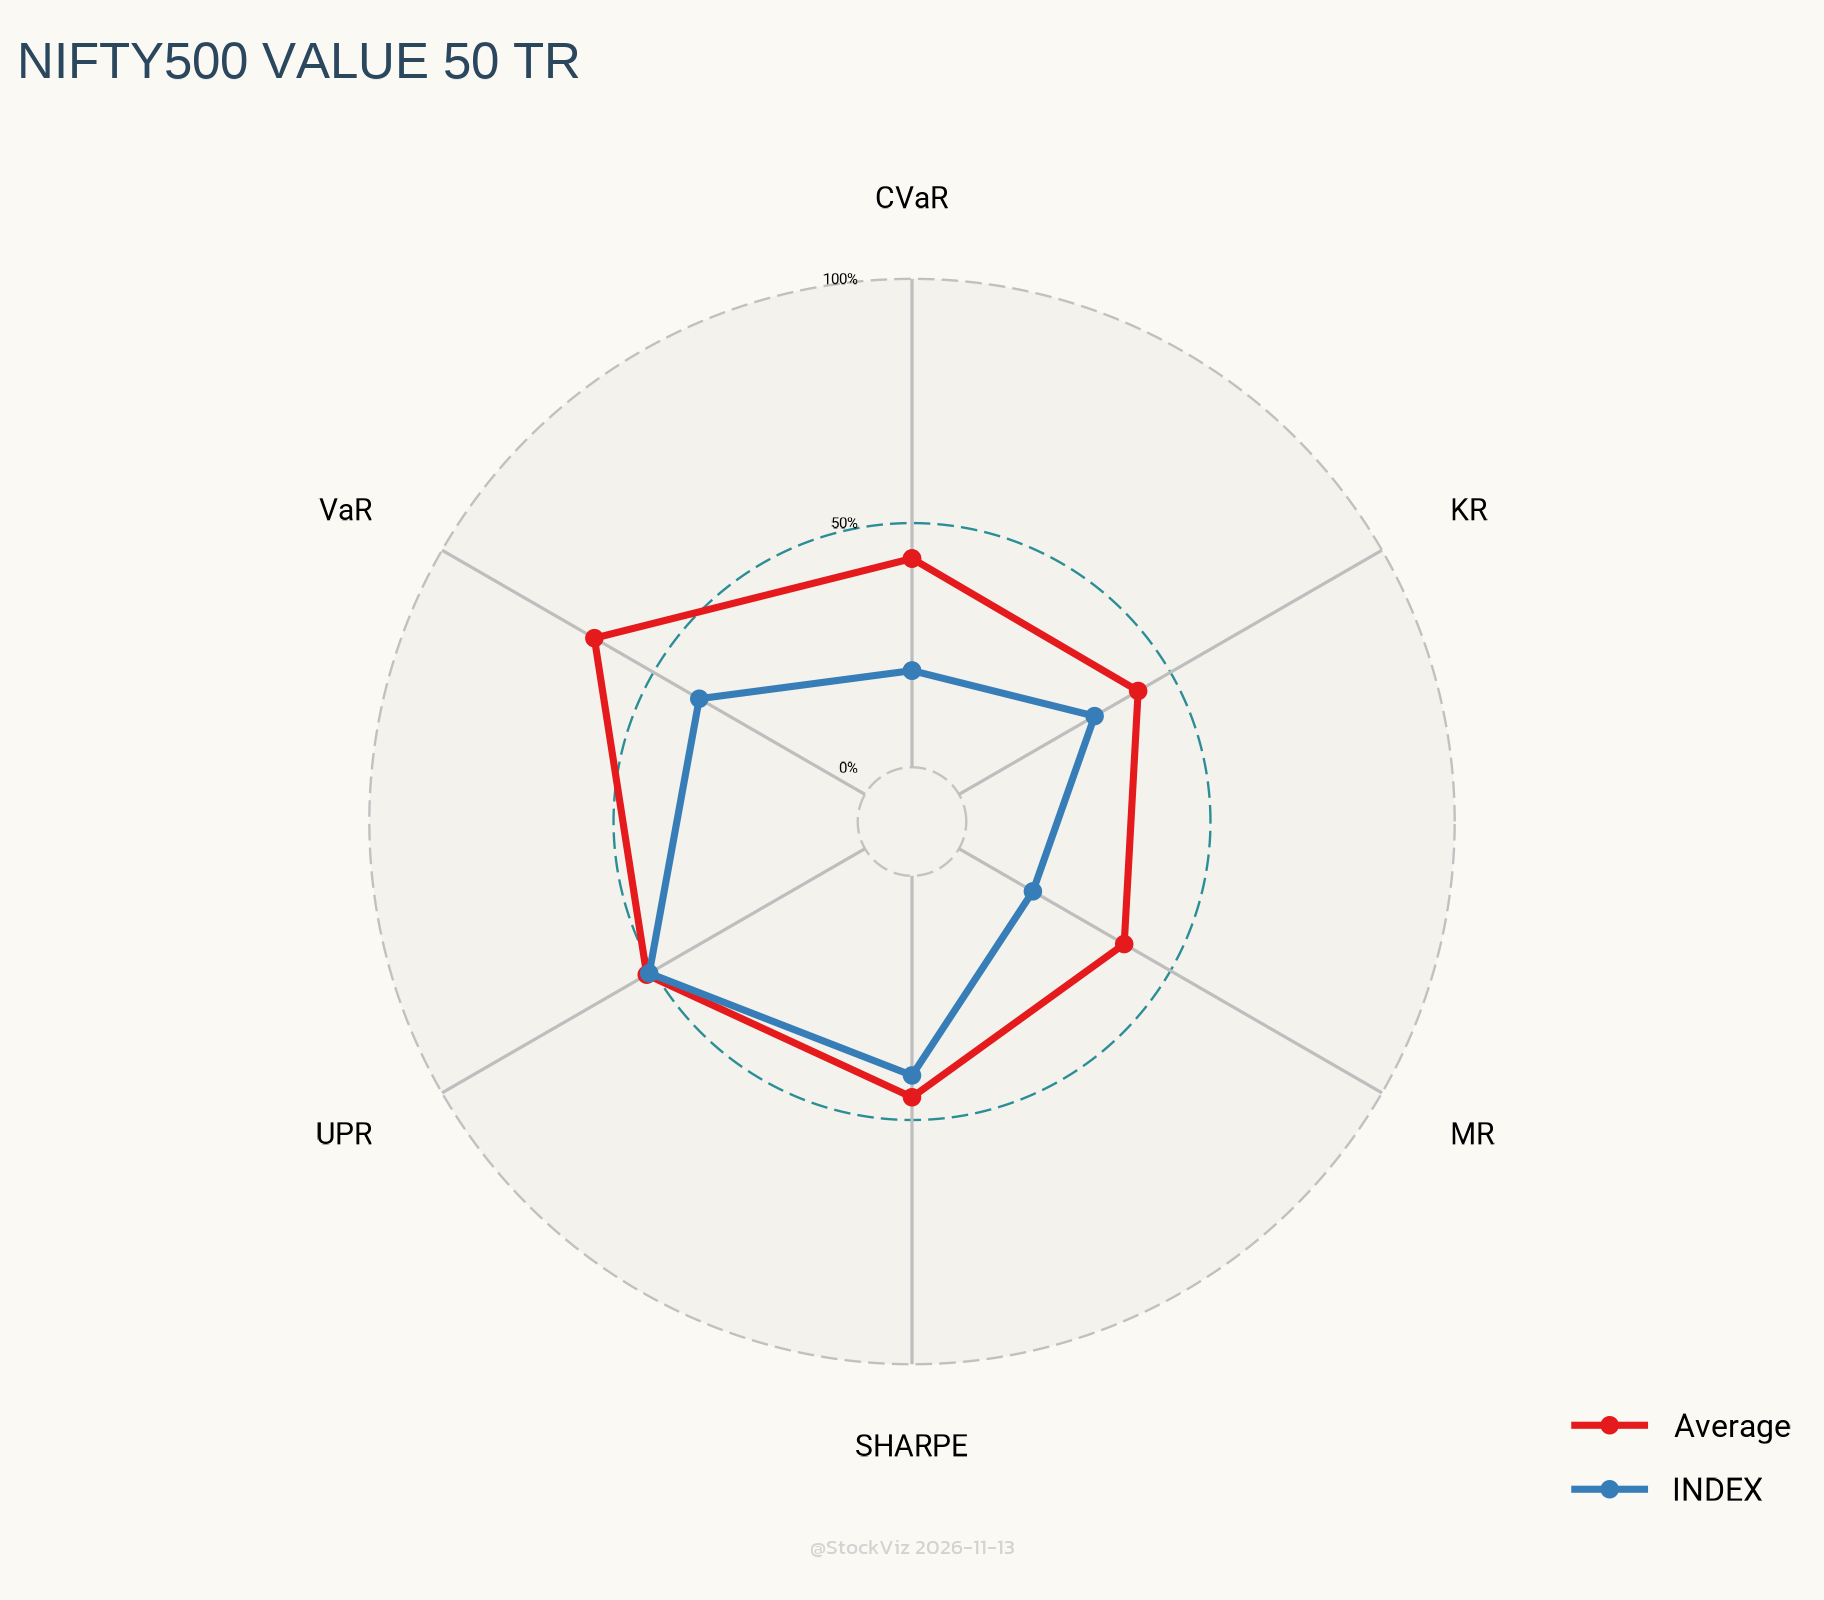 NIFTY500 VALUE 50 TR
CVaR
100%
VaR
KR
50%
0%
UPR
MR
SHARPE
Average
INDEX
@StockViz 2026-11-13